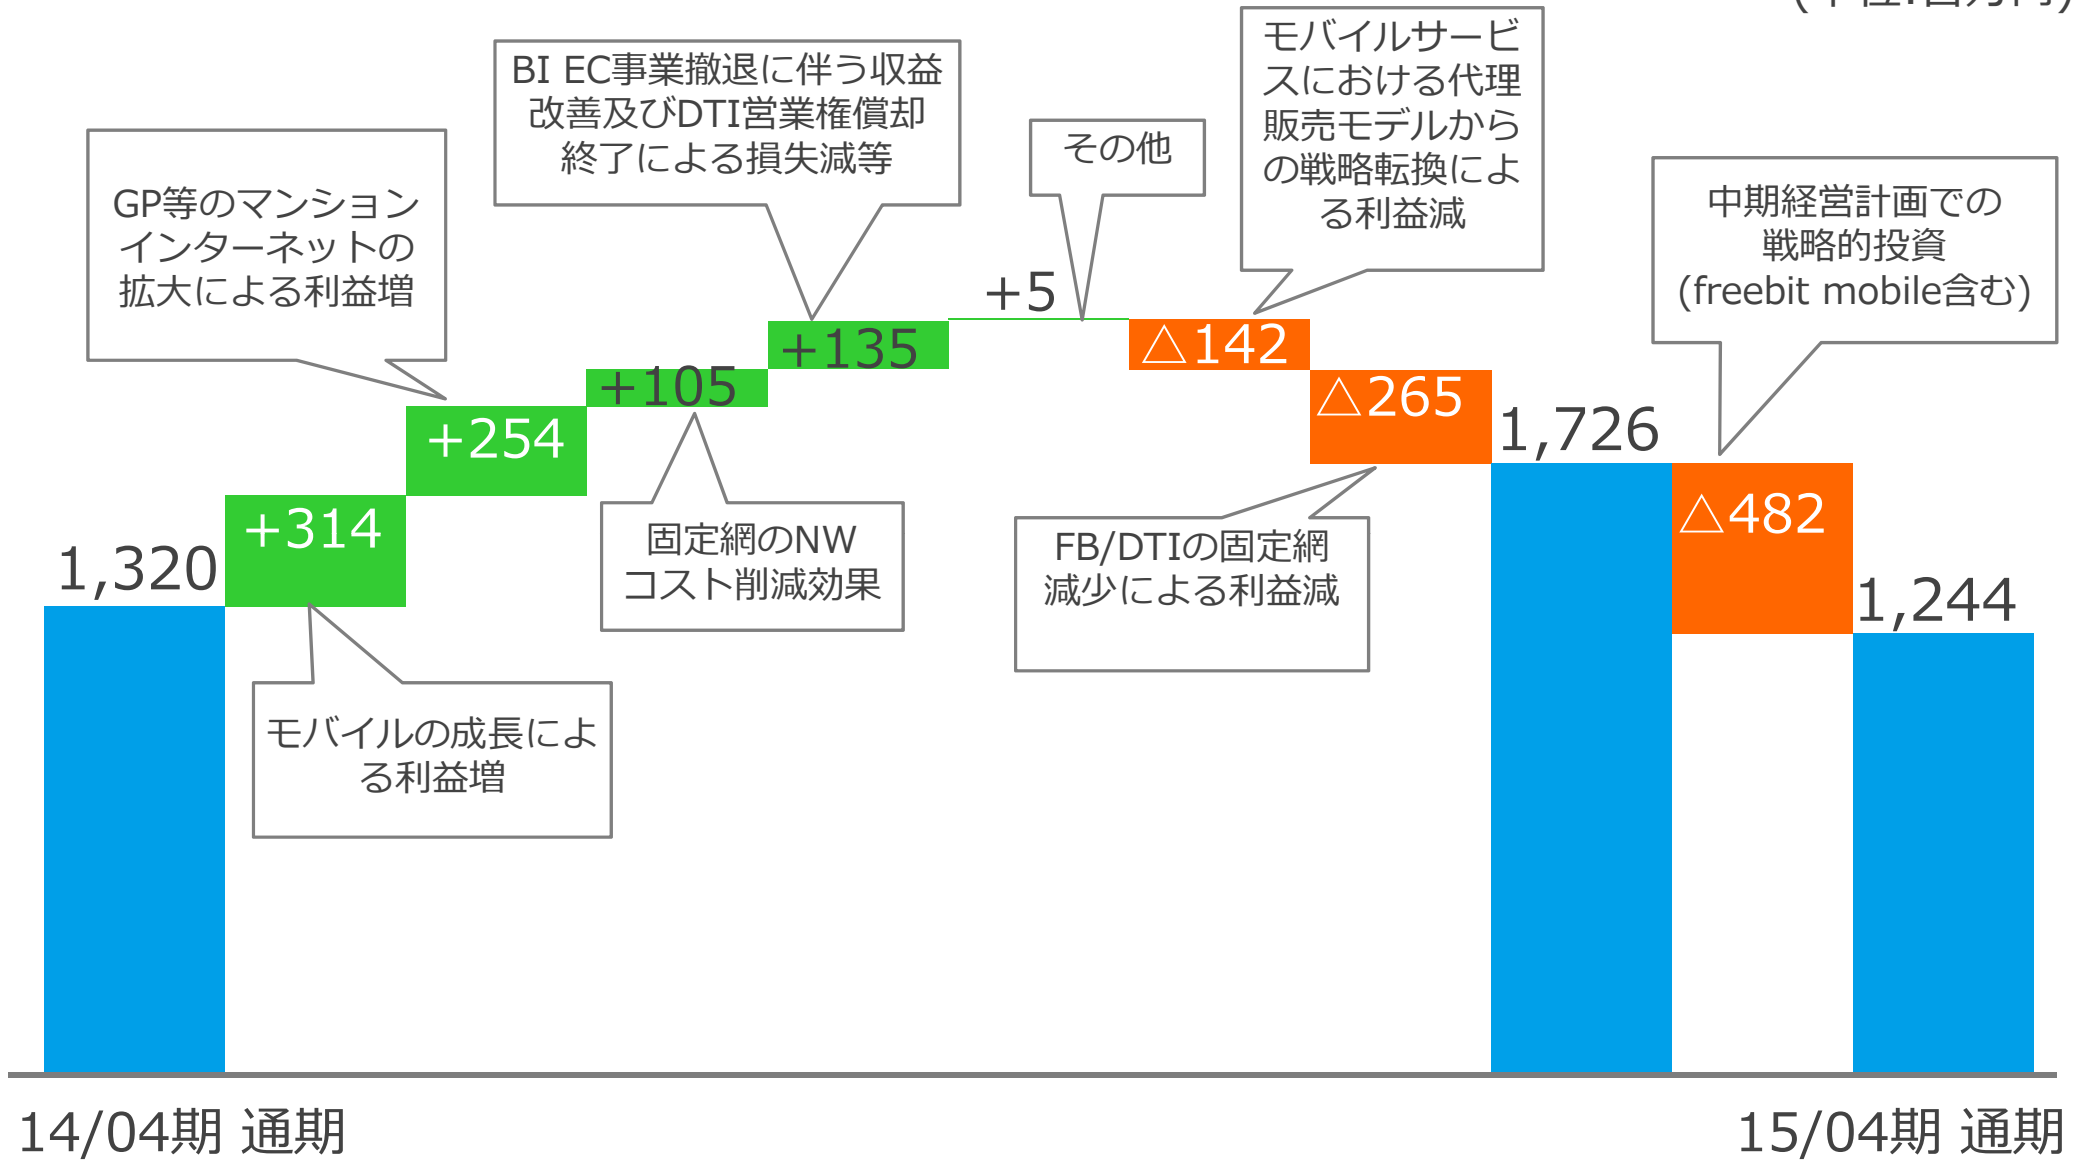 BI EC事業撤退に伴う収益
改善及びDTI営業権償却
終了による損失減等
モバイルサービ
スにおける代理
販売モデルから
の戦略転換によ
る利益減
その他
GP等のマンション
インターネットの
拡大による利益増
中期経営計画での
戦略的投資
(freebit mobile含む)
+5
+135
△142
+105
△265
+254
1,726
+314
△482
1,320
固定網のNW
コスト削減効果
FB/DTIの固定網
減少による利益減
1,244
モバイルの成長によ
る利益増
14/04期 通期
15/04期 通期